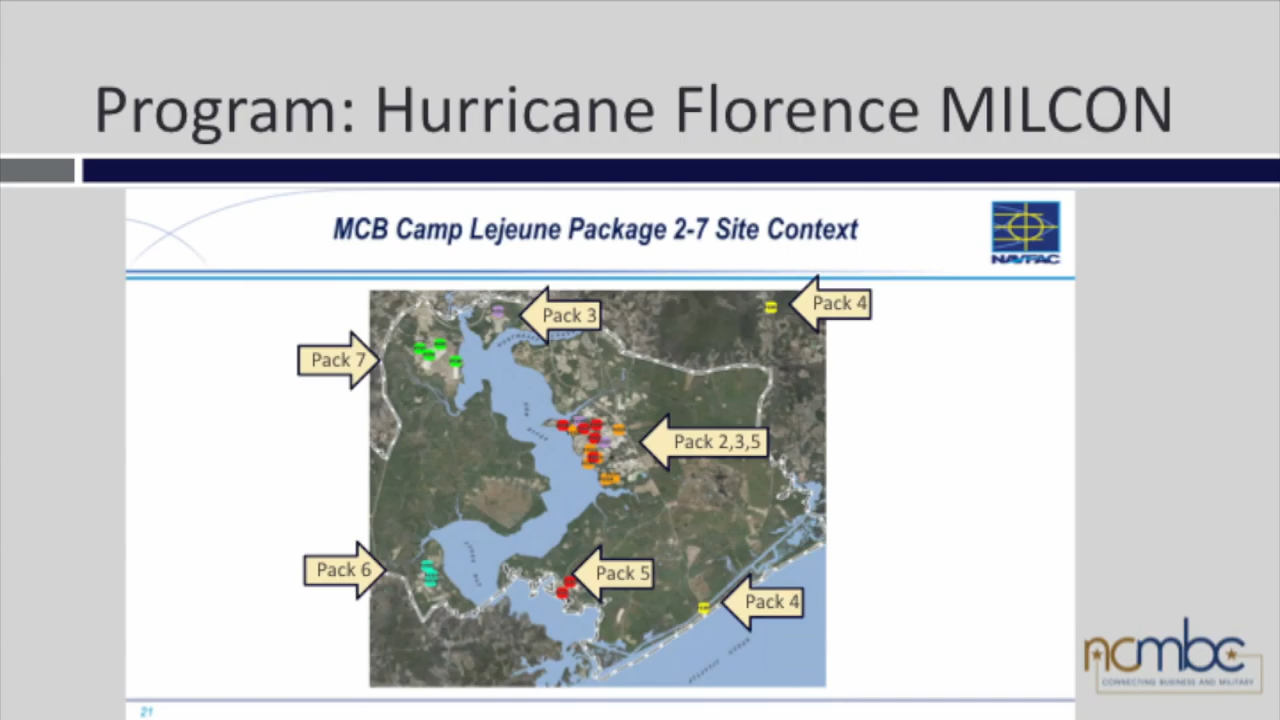 Program: Hurricane Florence MILCON
MCB Camp Lejeune Package 2-7 Site Context
NAVFAC
Pack 4
Pack 3
Pack 7
Pack 2,3,5
Pack 6
Pack 5
Pack 4
ncmbc
CONNECTING BUSINESS AND MILITARY
21